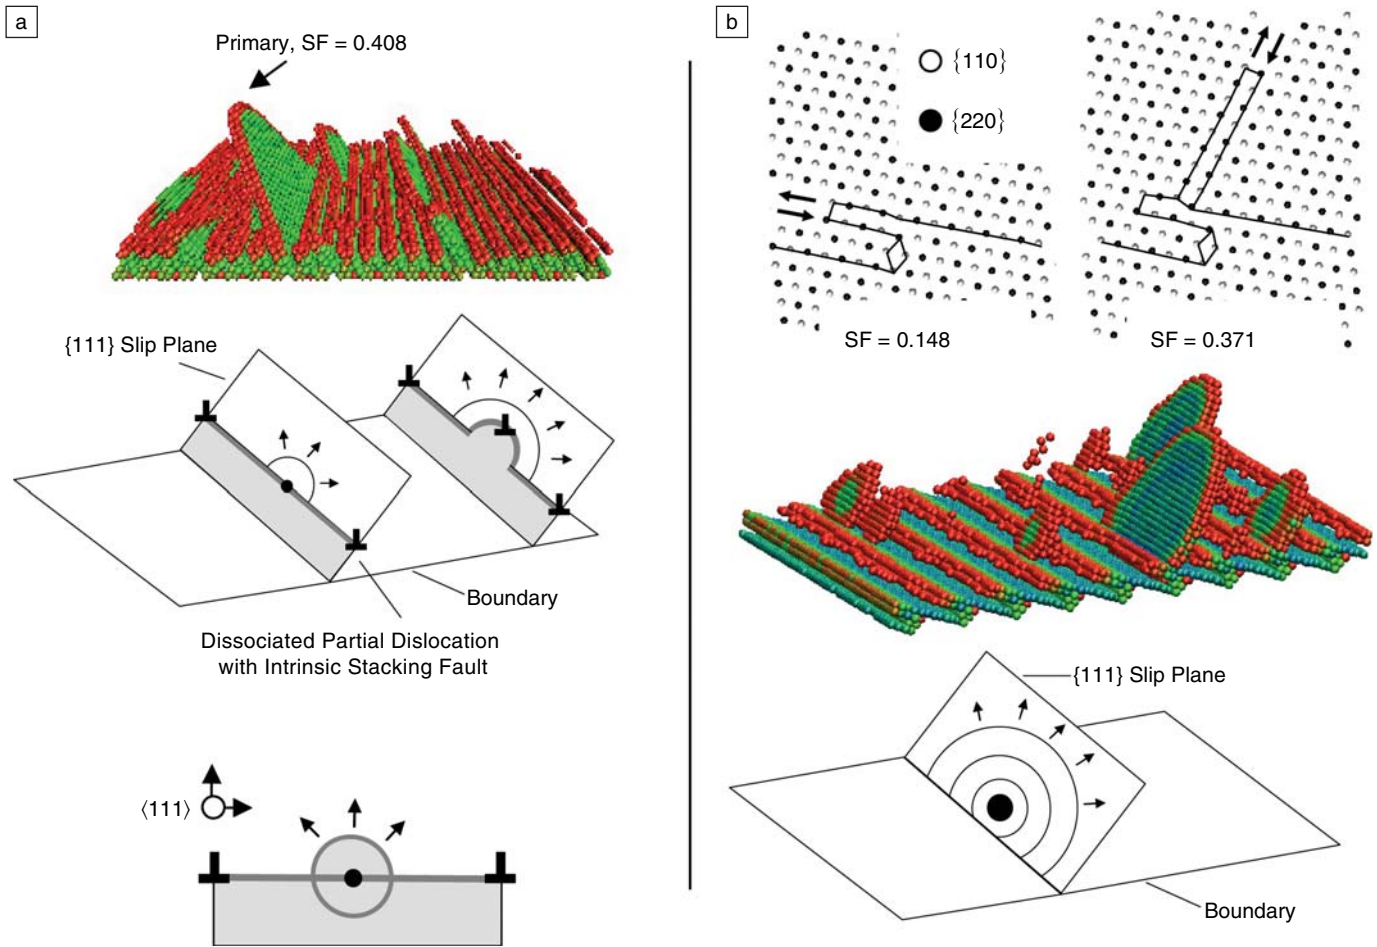 a
Primary, SF = 0.408
{111} Slip Plane
Boundary
Dissociated Partial Dislocation
with Intrinsic Stacking Fault
⟨111⟩
b
{110}
{220}
SF = 0.148
SF = 0.371
{111} Slip Plane
Boundary